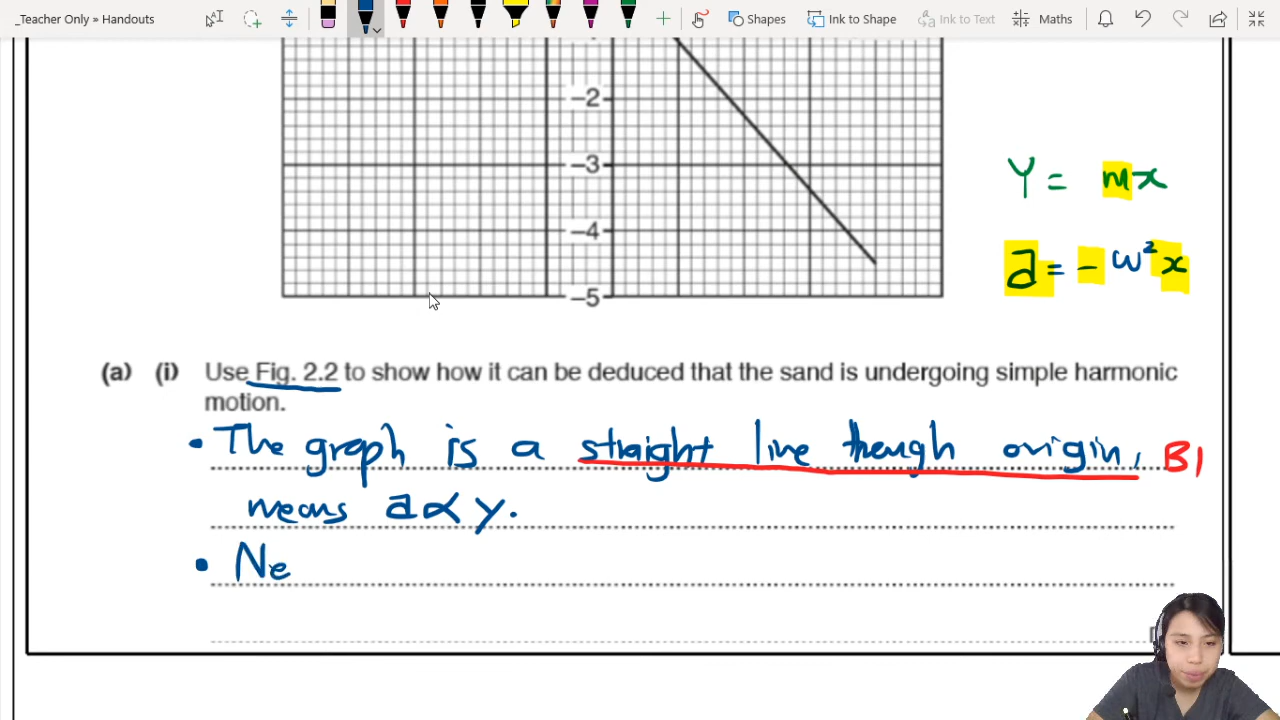 _Teacher Only » Handouts
Shapes
Ink to Shape
Ink to Text
Maths
–2
–3
–4
–5
Y = mx
a = - ω² x
(a) (i) Use Fig. 2.2 to show how it can be deduced that the sand is undergoing simple harmonic
motion.
• The graph is a straight line though origin, B1
means a α y.
• Ne